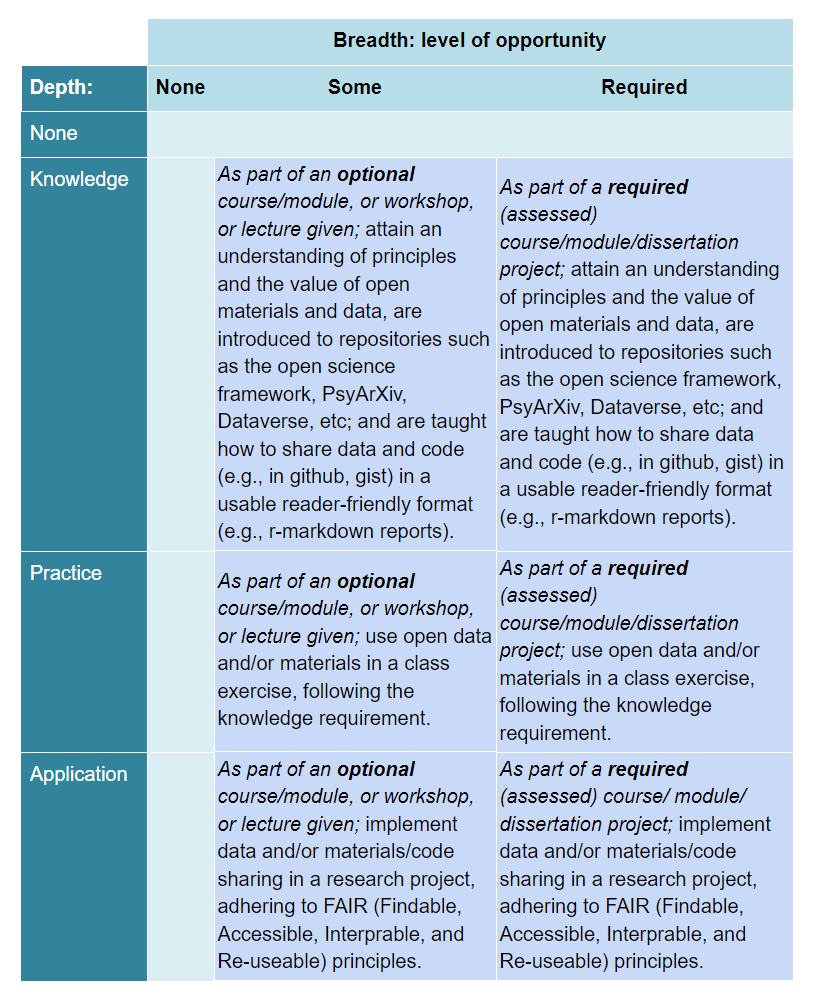 Breadth: level of opportunity
Depth:
None
Some
Required
None
Knowledge
As part of an optional
course/module, or workshop,
or lecture given; attain an
understanding of principles
and the value of open
materials and data, are
introduced to repositories such
as the open science
framework, PsyArXiv,
Dataverse, etc; and are taught
how to share data and code
(e.g., in github, gist) in a
usable reader-friendly format
(e.g., r-markdown reports).
As part of a required
(assessed)
course/module/dissertation
project; attain an understanding
of principles and the value of
open materials and data, are
introduced to repositories such
as the open science framework,
PsyArXiv, Dataverse, etc; and
are taught how to share data
and code (e.g., in github, gist) in
a usable reader-friendly format
(e.g., r-markdown reports).
Practice
As part of an optional
course/module, or workshop,
or lecture given; use open data
and/or materials in a class
exercise, following the
knowledge requirement.
As part of a required
(assessed)
course/module/dissertation
project; use open data and/or
materials in a class exercise,
following the knowledge
requirement.
Application
As part of an optional
course/module, or workshop,
or lecture given; implement
data and/or materials/code
sharing in a research project,
adhering to FAIR (Findable,
Accessible, Interprable, and
Re-useable) principles.
As part of a required
(assessed) course/ module/
dissertation project; implement
data and/or materials/code
sharing in a research project,
adhering to FAIR (Findable,
Accessible, Interprable, and
Re-useable) principles.